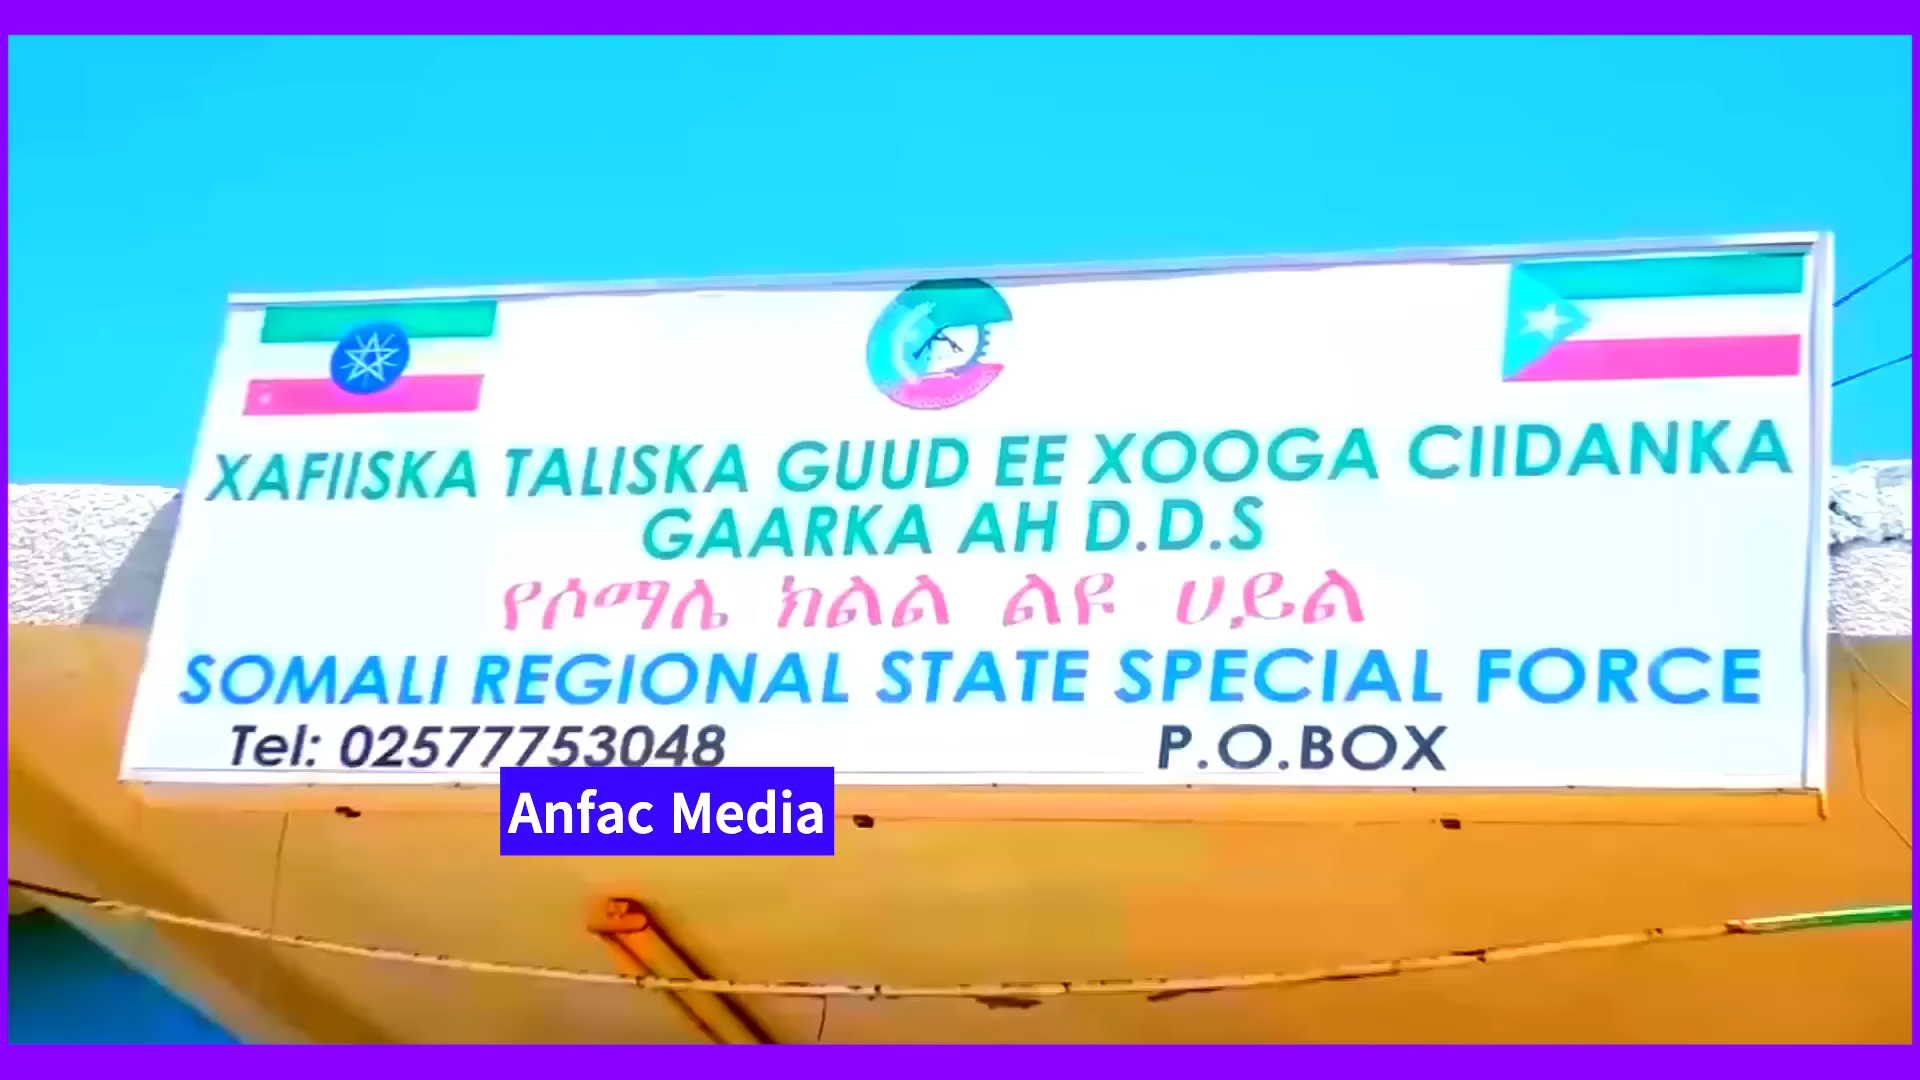 XAFIISKA TALISKA GUUD EE XOOGA CIIDANKA
GAARKA AH D.D.S
የሶማሌ ክልል ልዩ ሀይል
SOMALI REGIONAL STATE SPECIAL FORCE
Tel: 02577753048 P.O.BOX
Anfac Media